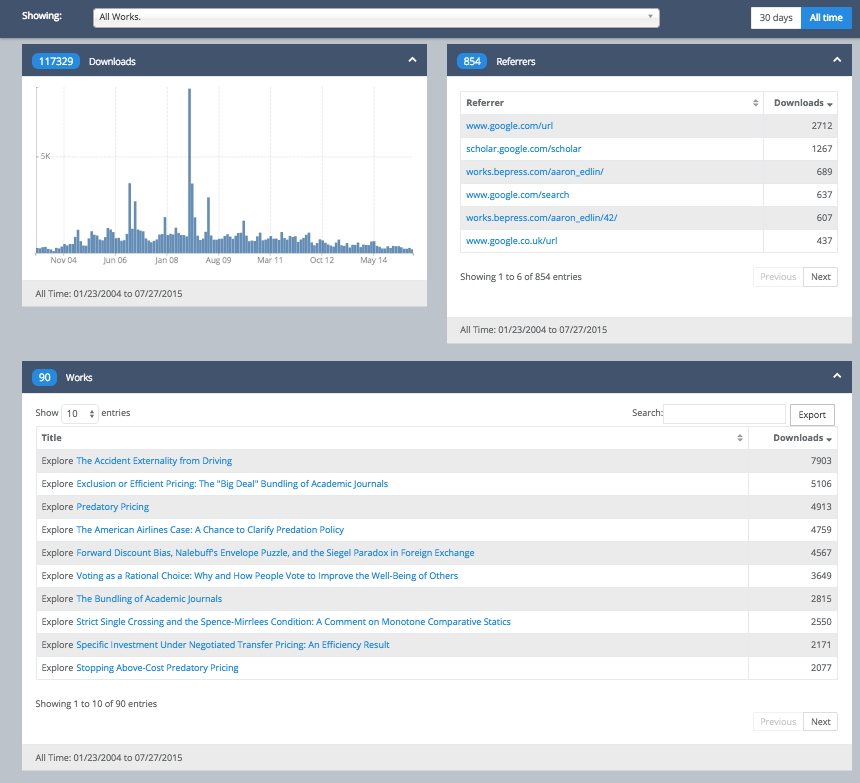 Showing: All Works. 30 days All time
117329 Downloads
5K
Nov 04 Jun 06 Jan 08 Aug 09 Mar 11 Oct 12 May 14
All Time: 01/23/2004 to 07/27/2015
854 Referrers
Referrer Downloads
www.google.com/url 2712
scholar.google.com/scholar 1267
works.bepress.com/aaron_edlin/ 689
www.google.com/search 637
works.bepress.com/aaron_edlin/42/ 607
www.google.co.uk/url 437
Showing 1 to 6 of 854 entries Previous Next
All Time: 01/23/2004 to 07/27/2015
90 Works
Show 10 entries Search: Export
Title Downloads
Explore The Accident Externality from Driving 7903
Explore Exclusion or Efficient Pricing: The "Big Deal" Bundling of Academic Journals 5106
Explore Predatory Pricing 4913
Explore The American Airlines Case: A Chance to Clarify Predation Policy 4759
Explore Forward Discount Bias, Nalebuff's Envelope Puzzle, and the Siegel Paradox in Foreign Exchange 4567
Explore Voting as a Rational Choice: Why and How People Vote to Improve the Well-Being of Others 3649
Explore The Bundling of Academic Journals 2815
Explore Strict Single Crossing and the Spence-Mirrlees Condition: A Comment on Monotone Comparative Statics 2550
Explore Specific Investment Under Negotiated Transfer Pricing: An Efficiency Result 2171
Explore Stopping Above-Cost Predatory Pricing 2077
Showing 1 to 10 of 90 entries
Previous Next
All Time: 01/23/2004 to 07/27/2015